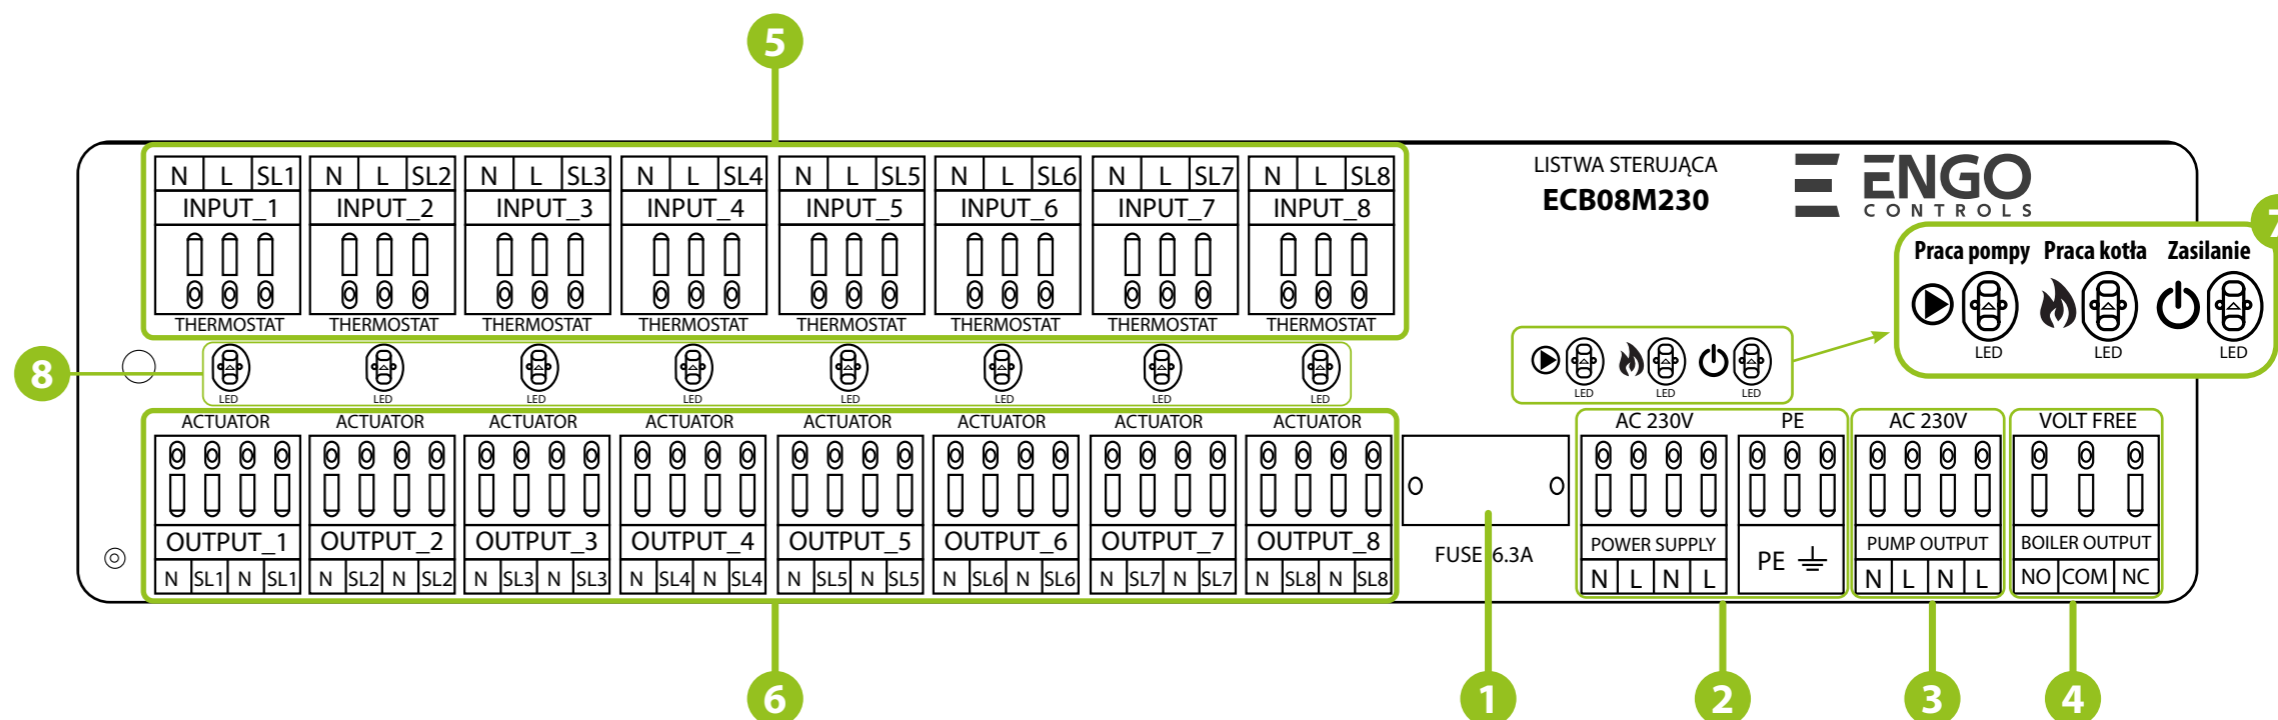 5
N L SL1 N L SL2 N L SL3 N L SL4 N L SL5 N L SL6 N L SL7 N L SL8
INPUT_1 INPUT_2 INPUT_3 INPUT_4 INPUT_5 INPUT_6 INPUT_7 INPUT_8
THERMOSTAT THERMOSTAT THERMOSTAT THERMOSTAT THERMOSTAT THERMOSTAT THERMOSTAT THERMOSTAT
LISTWA STERUJĄCA
ECB08M230
ENGO
CONTROLS
7
Praca pompy Praca kotła Zasilanie
LED LED LED
8
LED LED LED LED LED LED LED LED
LED LED LED
ACTUATOR ACTUATOR ACTUATOR ACTUATOR ACTUATOR ACTUATOR ACTUATOR ACTUATOR
OUTPUT_1 OUTPUT_2 OUTPUT_3 OUTPUT_4 OUTPUT_5 OUTPUT_6 OUTPUT_7 OUTPUT_8
N SL1 N SL1 N SL2 N SL2 N SL3 N SL3 N SL4 N SL4 N SL5 N SL5 N SL6 N SL6 N SL7 N SL7 N SL8 N SL8
FUSE 6.3A
AC 230V PE AC 230V VOLT FREE
POWER SUPPLY PE PUMP OUTPUT BOILER OUTPUT
N L N L N L N L NO COM NC
6 1 2 3 4